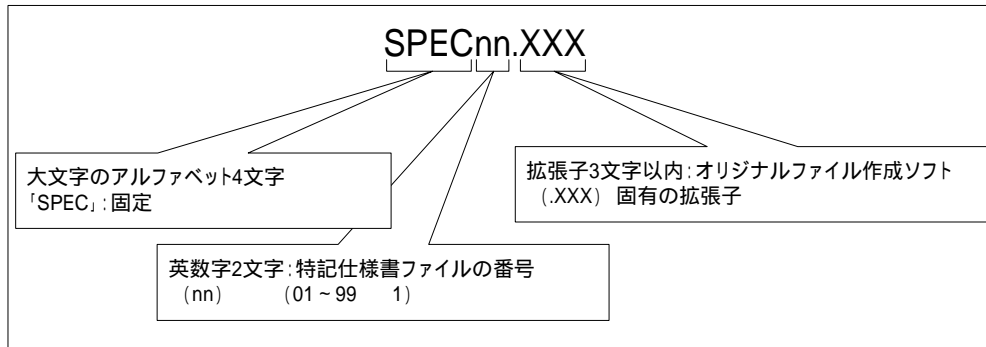 SPECnn.XXX
大文字のアルファベット4文字
「SPEC」:固定
拡張子3文字以内:オリジナルファイル作成ソフト
(.XXX) 固有の拡張子
英数字2文字:特記仕様書ファイルの番号
(nn) (01~99 1)